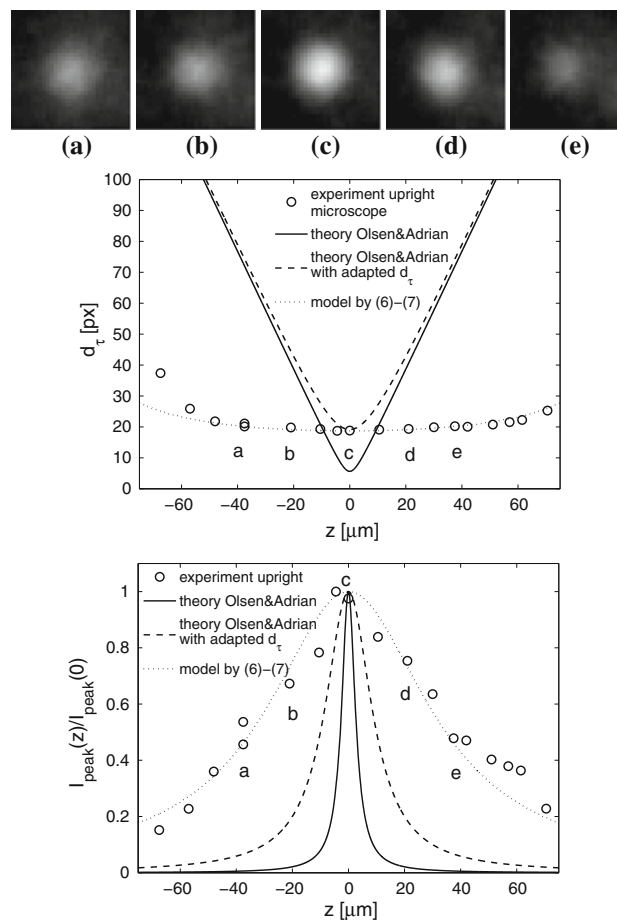 (a) (b) (c) (d) (e)
100
90
80
70
60
50
40
30
20
10
0
d_τ [px]
experiment upright
microscope
theory Olsen&Adrian
theory Olsen&Adrian
with adapted d_τ
model by (6)−(7)
a b c d e
−60 −40 −20 0 20 40 60
z [μm]
1
0.8
0.6
0.4
0.2
0
I_peak(z)/I_peak(0)
c
experiment upright
theory Olsen&Adrian
theory Olsen&Adrian
with adapted d_τ
model by (6)−(7)
b d
a e
−60 −40 −20 0 20 40 60
z [μm]